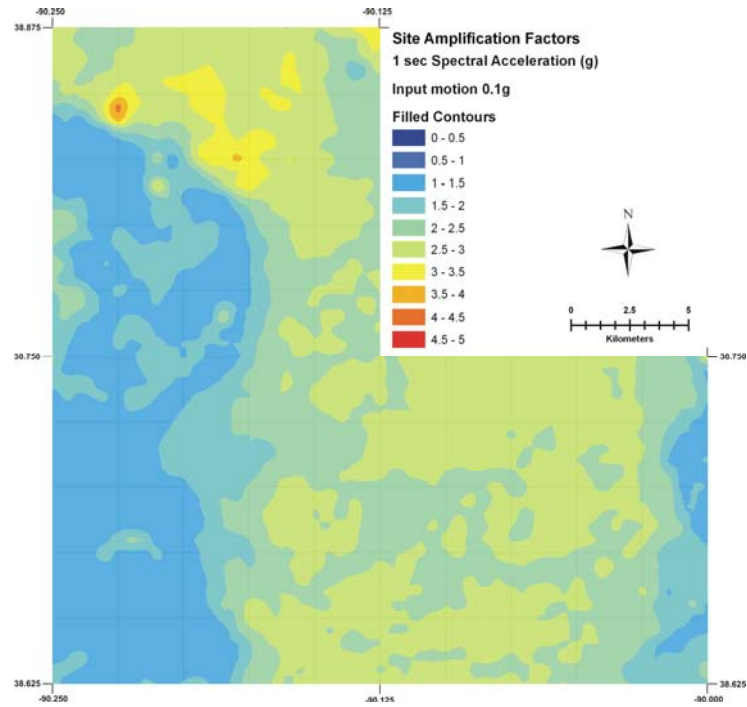 -90.250
-90.125
38.875
Site Amplification Factors
1 sec Spectral Acceleration (g)
Input motion 0.1g
Filled Contours
0 - 0.5
0.5 - 1
1 - 1.5
1.5 - 2
2 - 2.5
2.5 - 3
3 - 3.5
3.5 - 4
4 - 4.5
4.5 - 5
N
0 2.5 5
Kilometers
38.750
38.750
38.625
38.625
-90.250
-90.125
-90.000